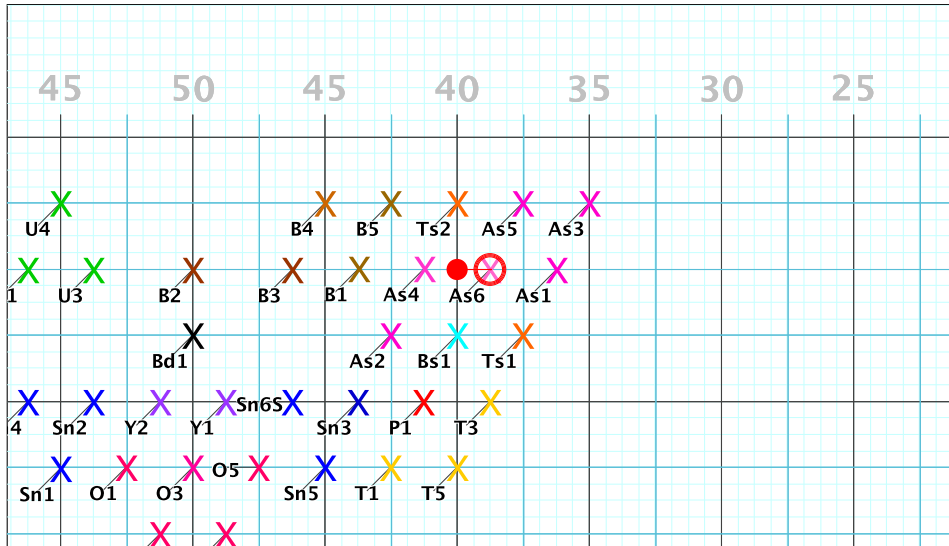 45 50 45 40 35 30 25
U4 B4 B5 Ts2 As5 As3
1 U3 B2 B3 B1 As4 As6 As1
Bd1 As2 Bs1 Ts1
4 Sn2 Y2 Y1 Sn6S Sn3 P1 T3
Sn1 O1 O3 O5 Sn5 T1 T5